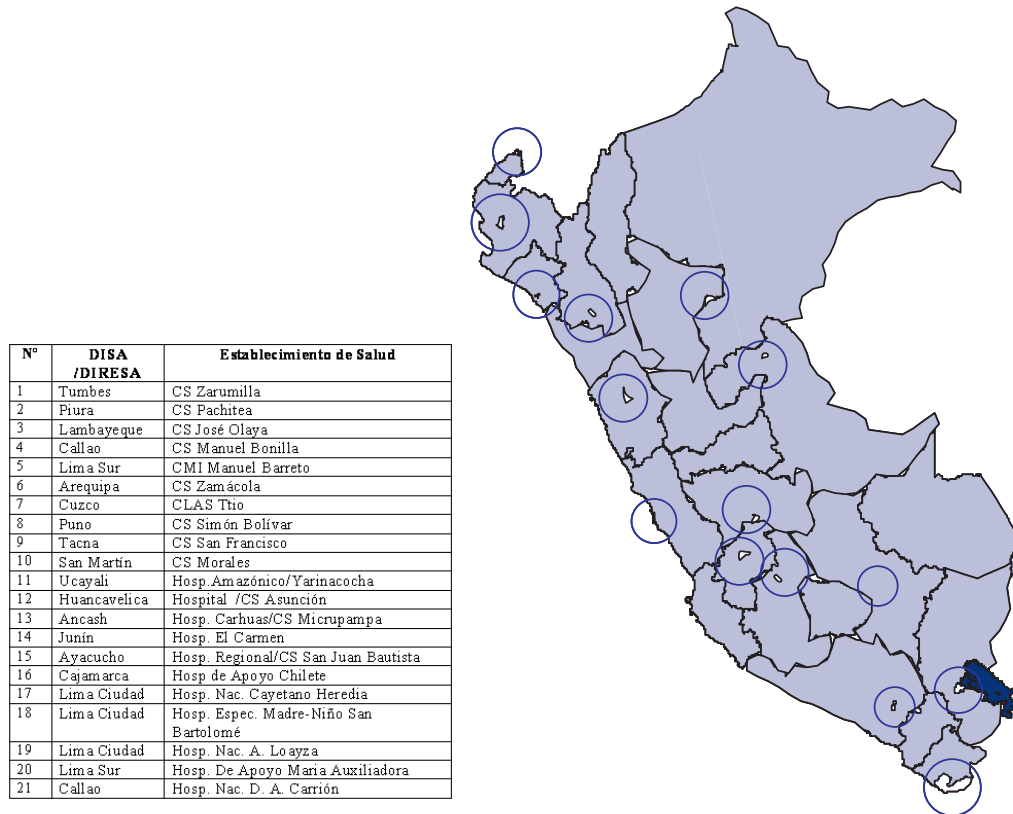 N° DISA /DIRESA Establecimiento de Salud
1 Tumbes CS Zarumilla
2 Piura CS Pachitea
3 Lambayeque CS José Olaya
4 Callao CS Manuel Bonilla
5 Lima Sur CMI Manuel Barreto
6 Arequipa CS Zamácola
7 Cuzco CLAS Ttio
8 Puno CS Simón Bolívar
9 Tacna CS San Francisco
10 San Martín CS Morales
11 Ucayali Hosp.Amazónico/Yarinacocha
12 Huancavelica Hospital /CS Asunción
13 Ancash Hosp. Carhuas/CS Micrupampa
14 Junín Hosp. El Carmen
15 Ayacucho Hosp. Regional/CS San Juan Bautista
16 Cajamarca Hosp de Apoyo Chilete
17 Lima Ciudad Hosp. Nac. Cayetano Heredia
18 Lima Ciudad Hosp. Espec. Madre-Niño San
Bartolomé
19 Lima Ciudad Hosp. Nac. A. Loayza
20 Lima Sur Hosp. De Apoyo Maria Auxiliadora
21 Callao Hosp. Nac. D. A. Carrión